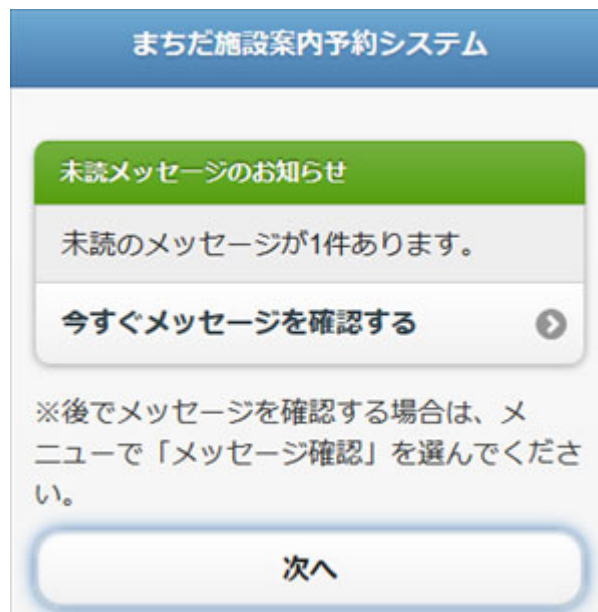 まちだ施設案内予約システム
未読メッセージのお知らせ
未読のメッセージが1件あります。
今すぐメッセージを確認する
※後でメッセージを確認する場合は、メ
ニューで「メッセージ確認」を選んでくださ
い。
次へ